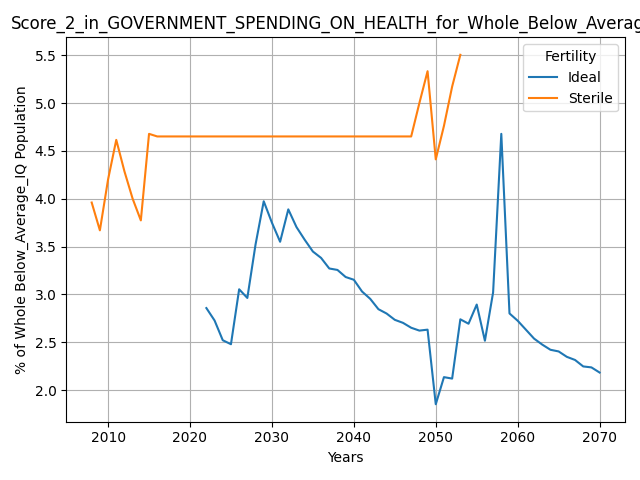 Score_2_in_GOVERNMENT_SPENDING_ON_HEALTH_for_Whole_Below_Averag
% of Whole Below_Average_IQ Population
5.5
5.0
4.5
4.0
3.5
3.0
2.5
2.0
Fertility
Ideal
Sterile
2010 2020 2030 2040 2050 2060 2070
Years